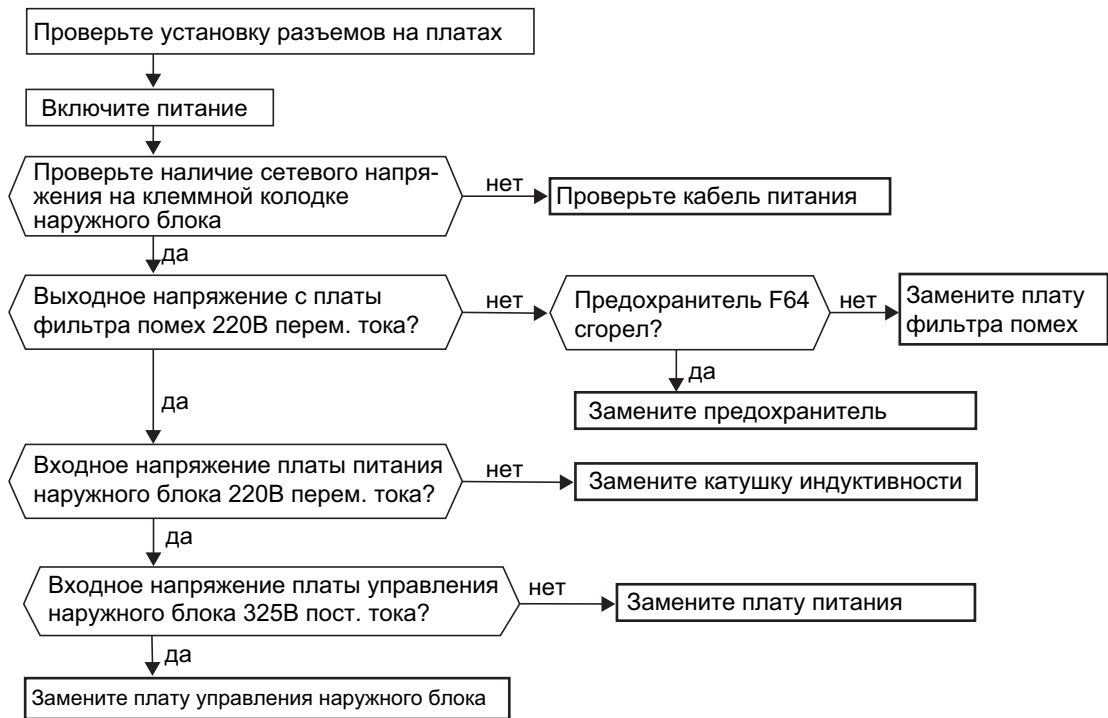 Проверьте установку разъемов на платах
Включите питание
Проверьте наличие сетевого напря-
жения на клеммной колодке
наружного блока
нет
Проверьте кабель питания
да
Выходное напряжение с платы
фильтра помех 220В перем. тока?
нет
Предохранитель F64
сгорел?
нет
Замените плату
фильтра помех
да
Замените предохранитель
да
Входное напряжение платы питания
наружного блока 220В перем. тока?
нет
Замените катушку индуктивности
да
Входное напряжение платы управления
наружного блока 325В пост. тока?
нет
Замените плату питания
да
Замените плату управления наружного блока